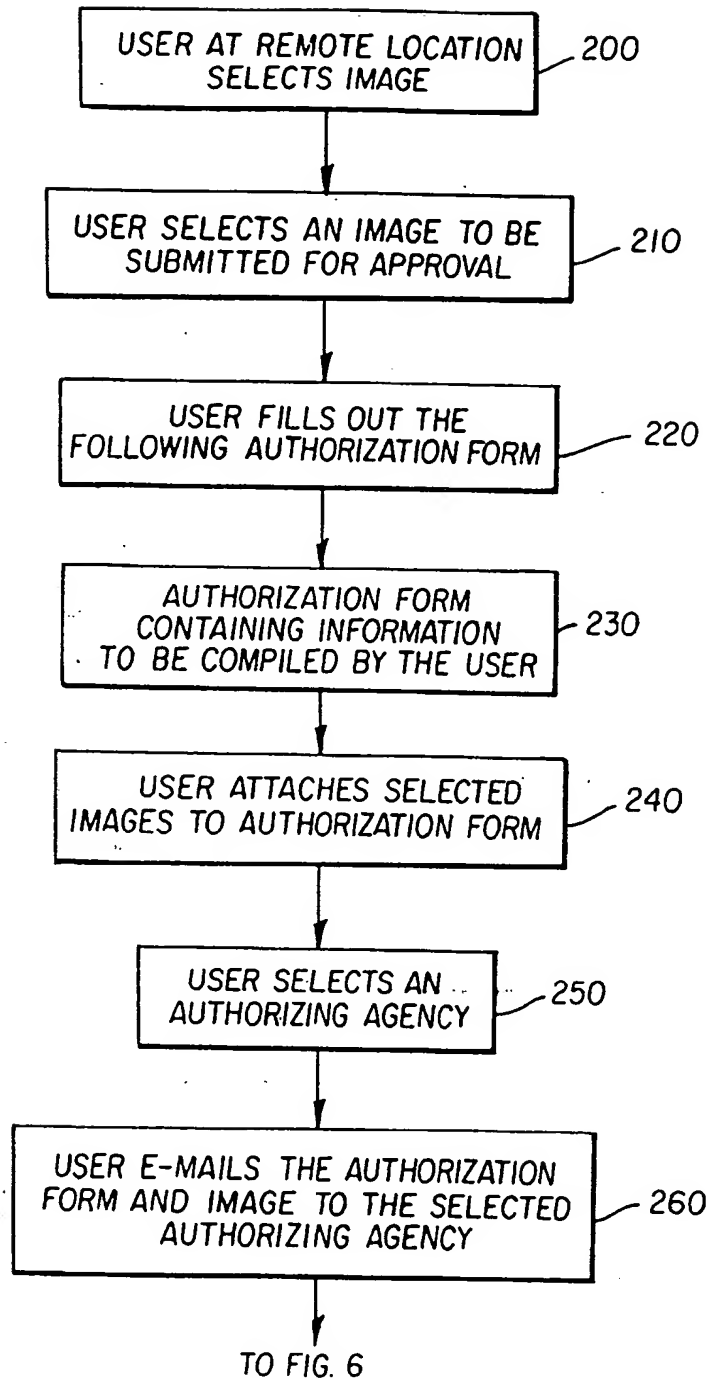 USER AT REMOTE LOCATION
SELECTS IMAGE
200
USER SELECTS AN IMAGE TO BE
SUBMITTED FOR APPROVAL
210
USER FILLS OUT THE
FOLLOWING AUTHORIZATION FORM
220
AUTHORIZATION FORM
CONTAINING INFORMATION
TO BE COMPILED BY THE USER
230
USER ATTACHES SELECTED
IMAGES TO AUTHORIZATION FORM
240
USER SELECTS AN
AUTHORIZING AGENCY
250
USER E-MAILS THE AUTHORIZATION
FORM AND IMAGE TO THE SELECTED
AUTHORIZING AGENCY
260
TO FIG. 6